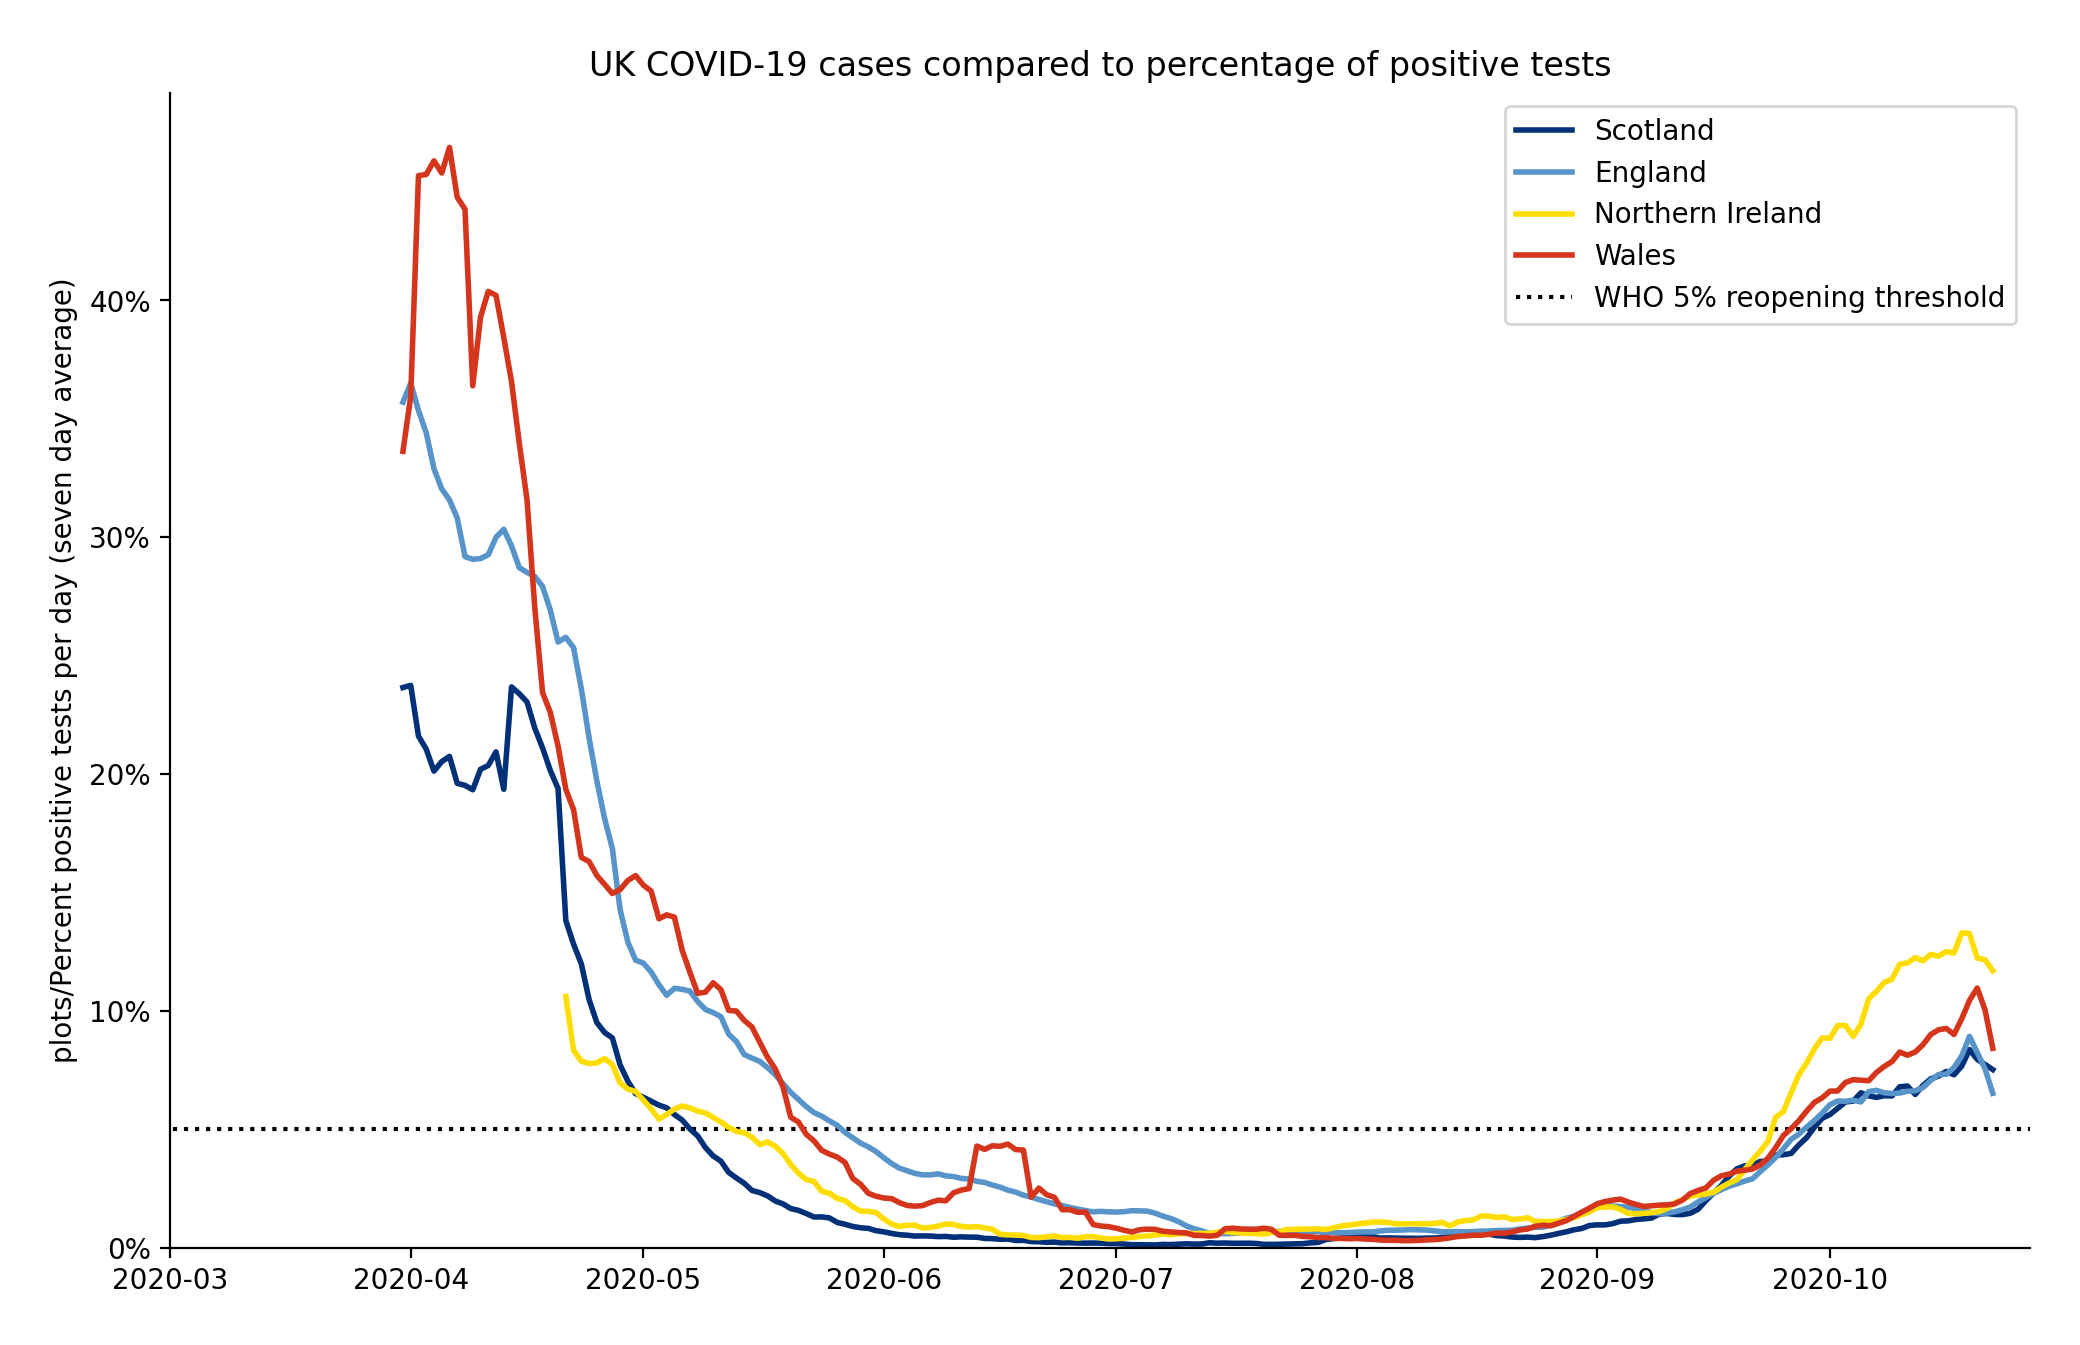 UK COVID-19 cases compared to percentage of positive tests
Scotland
England
Northern Ireland
Wales
WHO 5% reopening threshold
plots/Percent positive tests per day (seven day average)
40%
30%
20%
10%
0%
2020-03
2020-04
2020-05
2020-06
2020-07
2020-08
2020-09
2020-10